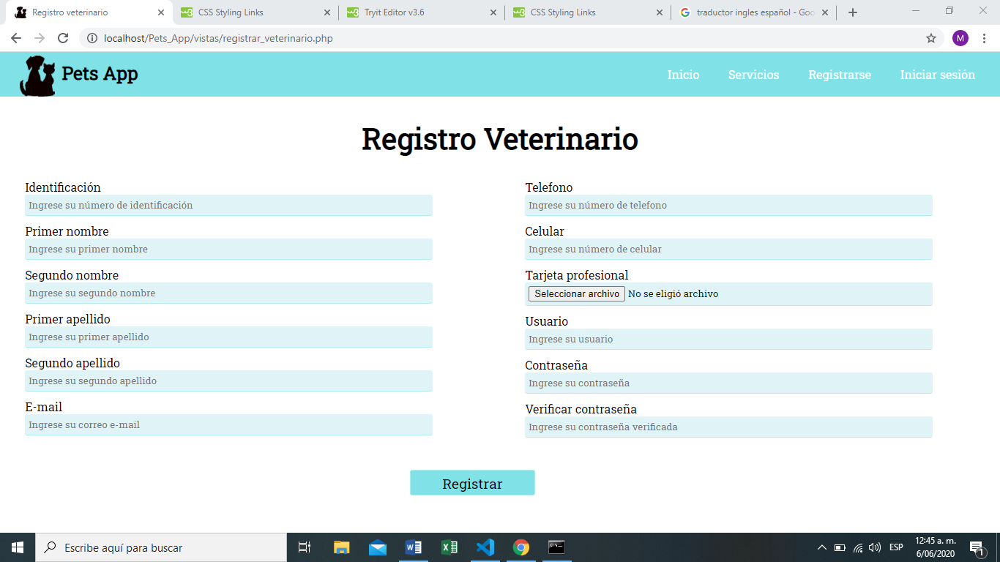 Registro veterinario
CSS Styling Links
Tryit Editor v3.6
CSS Styling Links
traductor ingles español - Goo
localhost/Pets_App/vistas/registrar_veterinario.php
M
Pets App
Inicio
Servicios
Registrarse
Iniciar sesión
Registro Veterinario
Identificación
Ingrese su número de identificación
Primer nombre
Ingrese su primer nombre
Segundo nombre
Ingrese su segundo nombre
Primer apellido
Ingrese su primer apellido
Segundo apellido
Ingrese su segundo apellido
E-mail
Ingrese su correo e-mail
Telefono
Ingrese su número de telefono
Celular
Ingrese su número de celular
Tarjeta profesional
Seleccionar archivo No se eligió archivo
Usuario
Ingrese su usuario
Contraseña
Ingrese su contraseña
Verificar contraseña
Ingrese su contraseña verificada
Registrar
Escribe aquí para buscar
ESP
12:45 a. m.
6/06/2020
1